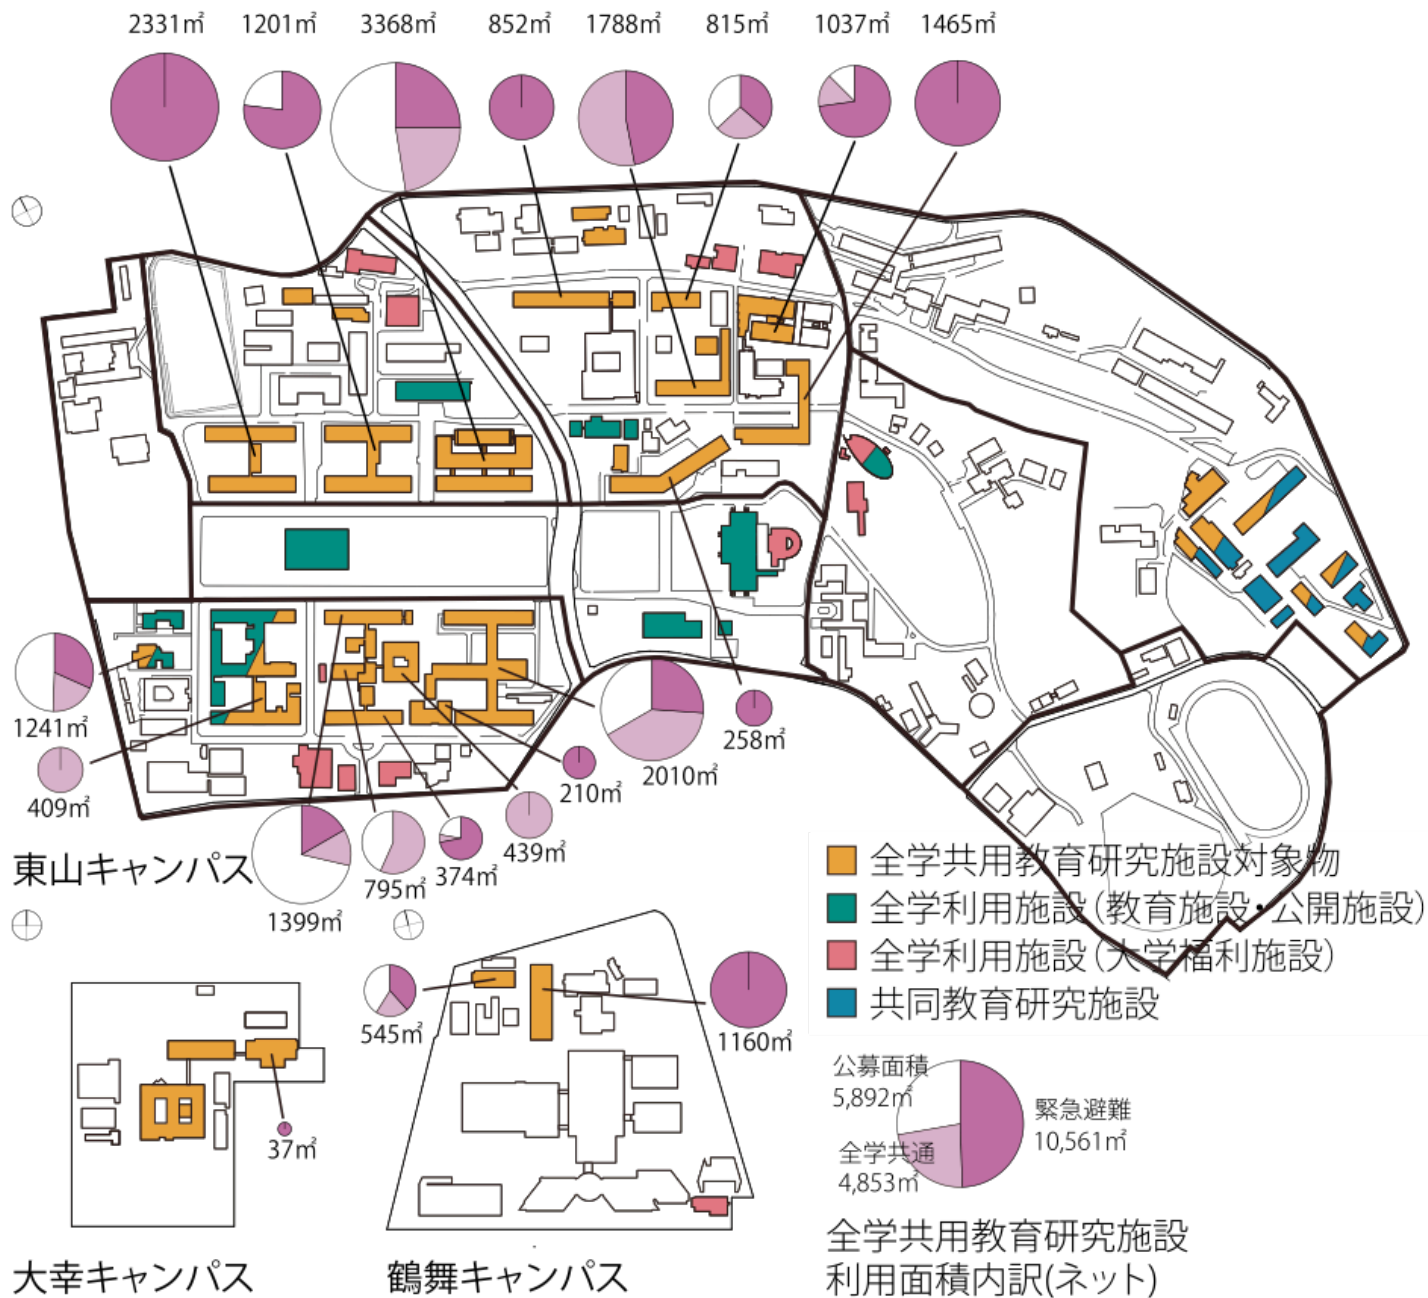 2331㎡ 1201㎡ 3368㎡ 852㎡ 1788㎡ 815㎡ 1037㎡ 1465㎡
1241㎡
409㎡
2010㎡
258㎡
210㎡
439㎡
374㎡
795㎡
1399㎡
東山キャンパス
全学共用教育研究施設対象物
全学利用施設（教育施設・公開施設）
全学利用施設（大学福利施設）
共同教育研究施設
545㎡
1160㎡
37㎡
公募面積
5,892㎡
緊急避難
10,561㎡
全学共通
4,853㎡
大幸キャンパス
鶴舞キャンパス
全学共用教育研究施設
利用面積内訳(ネット)